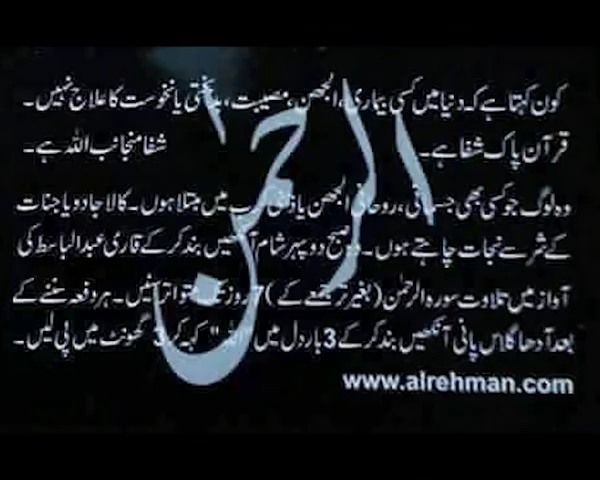 کون کہتا ہے کہ دنیا میں کسی بیماری، الجھن، مصیبت، بدبختی یا نحوست کا علاج نہیں۔
قرآن پاک شفا ہے۔ شفا منجانب اللہ ہے۔
وہ لوگ جو کسی بھی جسمانی، روحانی الجھن یا میں مبتلا ہوں۔ کالا جادو یا جنات
کے شر سے نجات چاہتے ہوں۔ وہ صبح دوپہر شام آنکھیں بند کر کے قاری عبدالباسط کی
آواز میں تلاوت سورہ الرحمٰن (بغیر ترجمے کے) 7 روز تک متواتر سنیں۔ ہر دفعہ سننے کے
بعد آدھا گلاس پانی آنکھیں بند کر کے 3 بار دل میں "اللہ" کہہ کر 3 گھونٹ میں پی لیں۔
الرحمن
www.alrehman.com